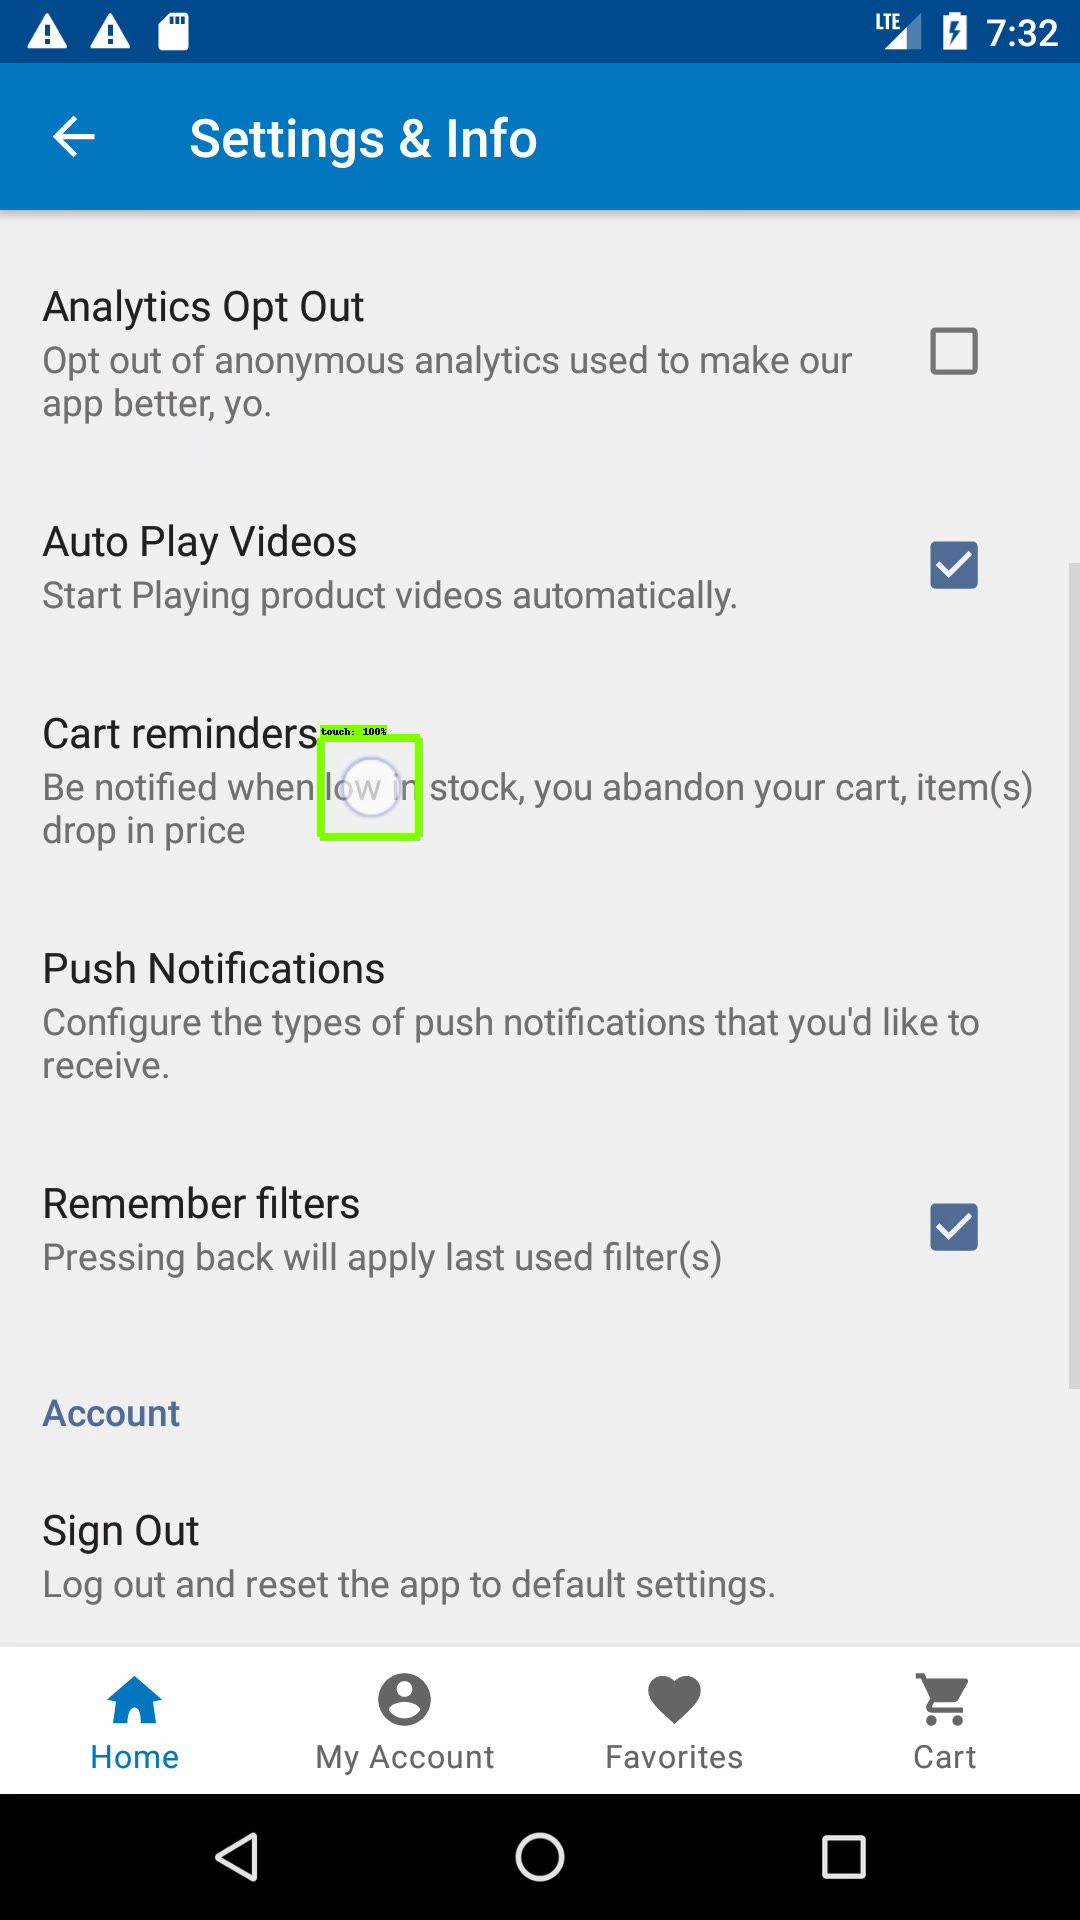 LTE 7:32
Settings & Info
Analytics Opt Out
Opt out of anonymous analytics used to make our
app better, yo.
Auto Play Videos
Start Playing product videos automatically.
Cart reminders
touch: 100%
Be notified when low in stock, you abandon your cart, item(s)
drop in price
Push Notifications
Configure the types of push notifications that you'd like to
receive.
Remember filters
Pressing back will apply last used filter(s)
Account
Sign Out
Log out and reset the app to default settings.
Home My Account Favorites Cart